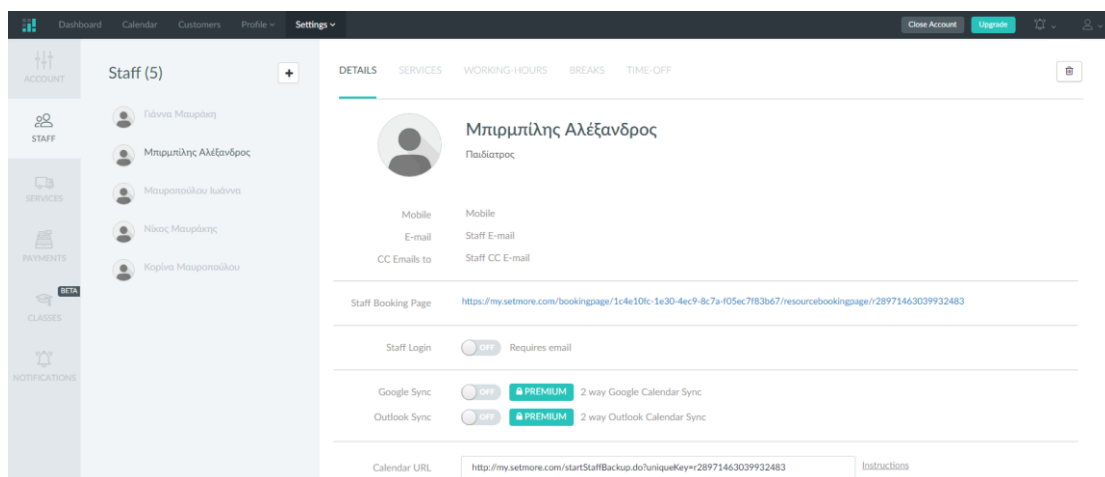 Dashboard Calendar Customers Profile Settings Close Account Upgrade
ACCOUNT
STAFF
SERVICES
PAYMENTS
BETA
CLASSES
NOTIFICATIONS
Staff (5) +
Γιάννα Μαυράκη
Μπιρμπίλης Αλέξανδρος
Μαυροπούλου Ιωάννα
Νίκος Μαυράκης
Κορίνα Μαυροπούλου
DETAILS SERVICES WORKING-HOURS BREAKS TIME-OFF
Μπιρμπίλης Αλέξανδρος
Παιδίατρος
Mobile Mobile
E-mail Staff E-mail
CC Emails to Staff CC E-mail
Staff Booking Page https://my.setmore.com/bookingpage/1c4e10fc-1e30-4ec9-8c7a-f05ec7f83b67/resourcebookingpage/r28971463039932483
Staff Login OFF Requires email
Google Sync OFF PREMIUM 2 way Google Calendar Sync
Outlook Sync OFF PREMIUM 2 way Outlook Calendar Sync
Calendar URL http://my.setmore.com/startStaffBackup.do?uniqueKey=r28971463039932483 Instructions